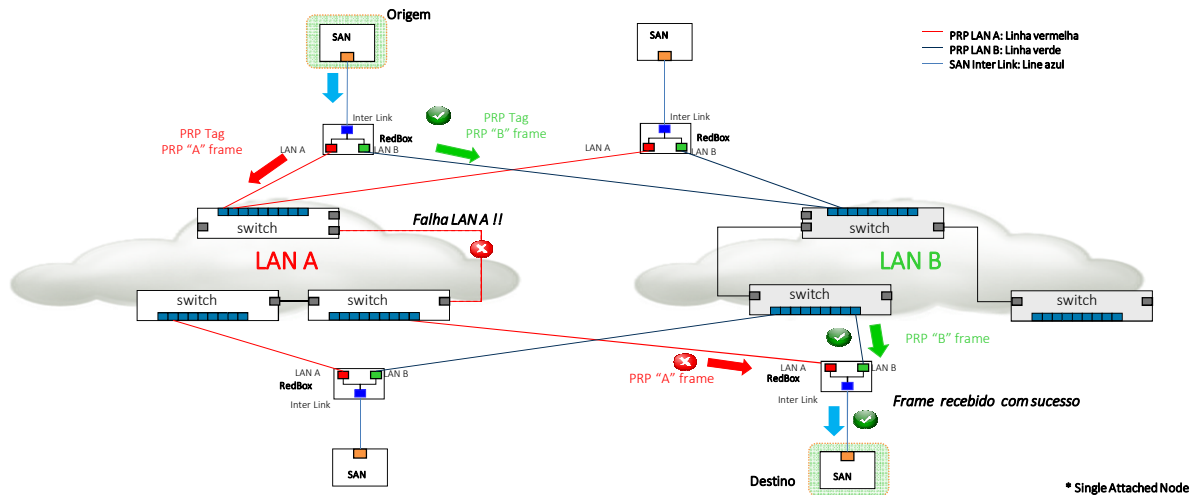 Origem
SAN
SAN
PRP LAN A: Linha vermelha
PRP LAN B: Linha verde
SAN Inter Link: Line azul
Inter Link
RedBox
LAN A
LAN B
PRP Tag
PRP “A” frame
PRP Tag
PRP “B” frame
Inter Link
RedBox
LAN A
LAN B
switch
Falha LAN A !!
LAN A
switch
switch
switch
LAN B
switch
switch
LAN A
LAN B
RedBox
Inter Link
SAN
PRP “A” frame
PRP “B” frame
LAN A
LAN B
RedBox
Inter Link
Frame recebido com sucesso
Destino
SAN
* Single Attached Node